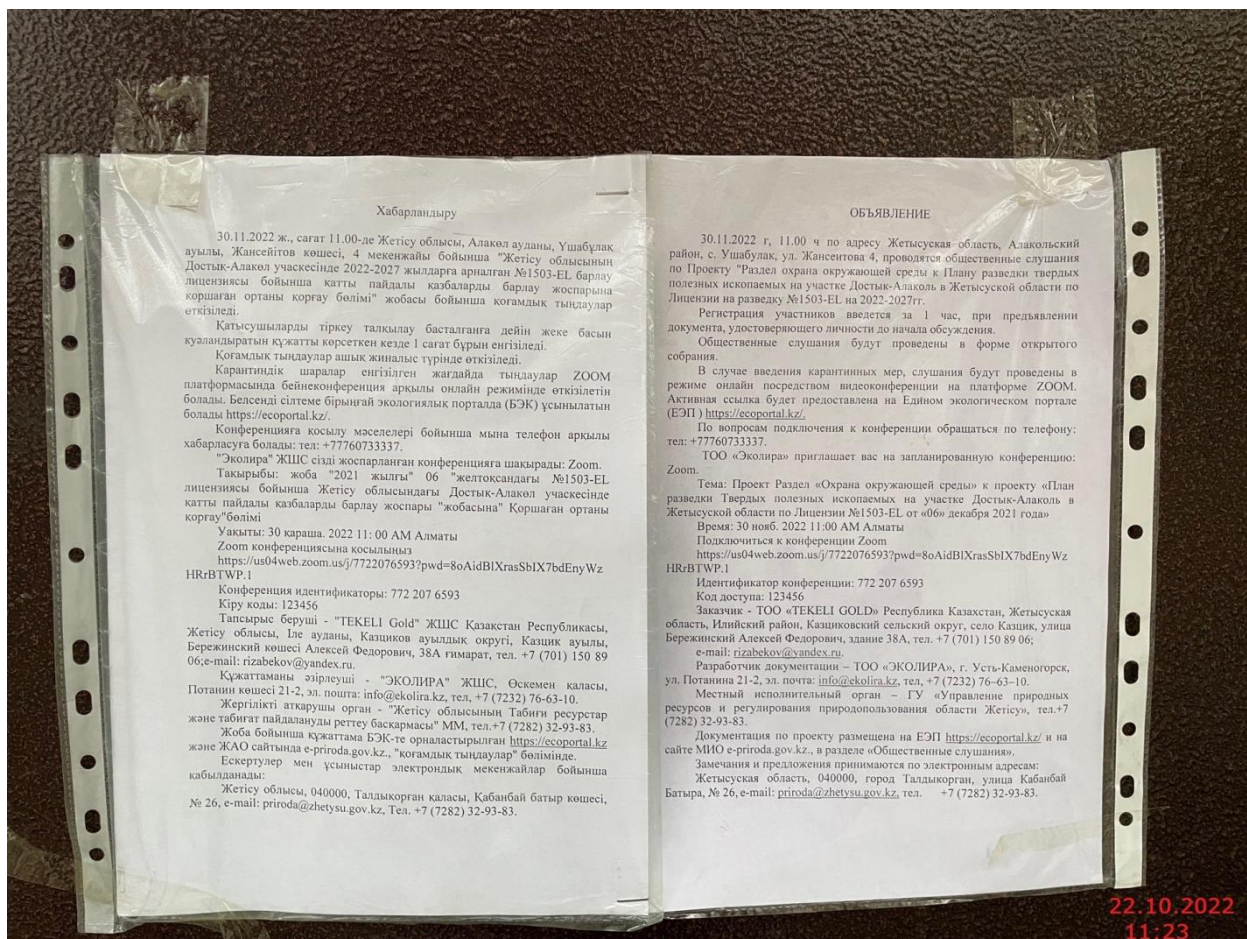 Хабарландыру
30.11.2022 ж., сағат 11.00-де Жетісу облысы, Алакөл ауданы, Үшабұлақ
ауылы, Жансейітов көшесі, 4 мекенжайы бойынша "Жетісу облысының
Достық-Алакөл учаскесінде 2022-2027 жылдарға арналған №1503-EL барлау
лицензиясы бойынша қатты пайдалы қазбаларды барлау жоспарына
қоршаған ортаны қорғау бөлімі" жобасы бойынша қоғамдық тыңдаулар
өткізіледі.
Қатысушыларды тіркеу талқылау басталғанға дейін жеке басын
куәландыратын құжатты көрсеткен кезде 1 сағат бұрын енгізіледі.
Қоғамдық тыңдаулар ашық жиналыс түрінде өткізіледі.
Карантиндік шаралар енгізілген жағдайда тыңдаулар ZOOM
платформасында бейнеконференция арқылы онлайн режимінде өткізілетін
болады. Белсенді сілтеме бірыңғай экологиялық порталда (БЭК) ұсынылатын
болады https://ecoportal.kz/.
Конференцияға қосылу мәселелері бойынша мына телефон арқылы
хабарласуға болады: тел: +77760733337.
"Эколира" ЖШС сізді жоспарланған конференцияға шақырады: Zoom.
Тақырыбы: жоба "2021 жылғы" 06 "желтоқсандағы №1503-EL
лицензиясы бойынша Жетісу облысындағы Достык-Алакөл учаскесінде
қатты пайдалы қазбаларды барлау жоспары "жобасына" Қоршаған ортаны
қорғау"бөлімі
Уақыты: 30 қараша. 2022 11: 00 AM Алматы
Zoom конференциясына қосылыңыз
https://us04web.zoom.us/j/7722076593?pwd=8oAidBlXrasSbIX7bdEnyWz
HRrBTWP.1
Конференция идентификаторы: 772 207 6593
Кіру коды: 123456
Тапсырыс беруші - "TEKELI Gold" ЖШС Қазақстан Республикасы,
Жетісу облысы, Іле ауданы, Казциков ауылдық округі, Казцик ауылы,
Бережинский көшесі Алексей Федорович, 38А ғимарат, тел. +7 (701) 150 89
06;e-mail: rizabekov@yandex.ru.
Құжаттаманы әзірлеуші - "ЭКОЛИРА" ЖШС, Өскемен қаласы,
Потанин көшесі 21-2, эл. пошта: info@ekolira.kz, тел, +7 (7232) 76-63-10.
Жергілікті атқарушы орган - "Жетісу облысының Табиғи ресурстар
және табиғат пайдалануды реттеу басқармасы" ММ, тел.+7 (7282) 32-93-83.
Жоба бойынша құжаттама БЭК-те орналастырылған https://ecoportal.kz
және ЖАО сайтында e-priroda.gov.kz., "қоғамдық тыңдаулар" бөлімінде.
Ескертулер мен ұсыныстар электрондық мекенжайлар бойынша
қабылданады:
Жетісу облысы, 040000, Талдықорған қаласы, Қабанбай батыр көшесі,
№ 26, e-mail: priroda@zhetysu.gov.kz, Тел. +7 (7282) 32-93-83.
ОБЪЯВЛЕНИЕ
30.11.2022 г, 11.00 ч по адресу Жетысуская область, Алакольский
район, с. Ушабулак, ул. Жансеитова 4, проводятся общественные слушания
по Проекту "Раздел охрана окружающей среды к Плану разведки твердых
полезных ископаемых на участке Достык-Алаколь в Жетысуской области по
Лицензии на разведку №1503-EL на 2022-2027гг.
Регистрация участников введется за 1 час, при предъявлении
документа, удостоверяющего личности до начала обсуждения.
Общественные слушания будут проведены в форме открытого
собрания.
В случае введения карантинных мер, слушания будут проведены в
режиме онлайн посредством видеоконференции на платформе ZOOM.
Активная ссылка будет предоставлена на Едином экологическом портале
(ЕЭП ) https://ecoportal.kz/.
По вопросам подключения к конференции обращаться по телефону:
тел: +77760733337.
ТОО «Эколира» приглашает вас на запланированную конференцию:
Zoom.
Тема: Проект Раздел «Охрана окружающей среды» к проекту «План
разведки Твердых полезных ископаемых на участке Достык-Алаколь в
Жетысуской области по Лицензии №1503-EL от «06» декабря 2021 года»
Время: 30 нояб. 2022 11:00 AM Алматы
Подключиться к конференции Zoom
https://us04web.zoom.us/j/7722076593?pwd=8oAidBlXrasSbIX7bdEnyWz
HRrBTWP.1
Идентификатор конференции: 772 207 6593
Код доступа: 123456
Заказчик - ТОО «TEKELI GOLD» Республика Казахстан, Жетысуская
область, Илийский район, Казциковский сельский округ, село Казцик, улица
Бережинский Алексей Федорович, здание 38А, тел. +7 (701) 150 89 06;
e-mail: rizabekov@yandex.ru.
Разработчик документации – ТОО «ЭКОЛИРА», г. Усть-Каменогорск,
ул. Потанина 21-2, эл. почта: info@ekolira.kz, тел, +7 (7232) 76–63–10.
Местный исполнительный орган – ГУ «Управление природных
ресурсов и регулирования природопользования области Жетісу», тел.+7
(7282) 32-93-83.
Документация по проекту размещена на ЕЭП https://ecoportal.kz/ и на
сайте МИО e-priroda.gov.kz., в разделе «Общественные слушания».
Замечания и предложения принимаются по электронным адресам:
Жетысуская область, 040000, город Талдыкорган, улица Кабанбай
Батыра, № 26, e-mail: priroda@zhetysu.gov.kz, тел. +7 (7282) 32-93-83.
22.10.2022
11:23